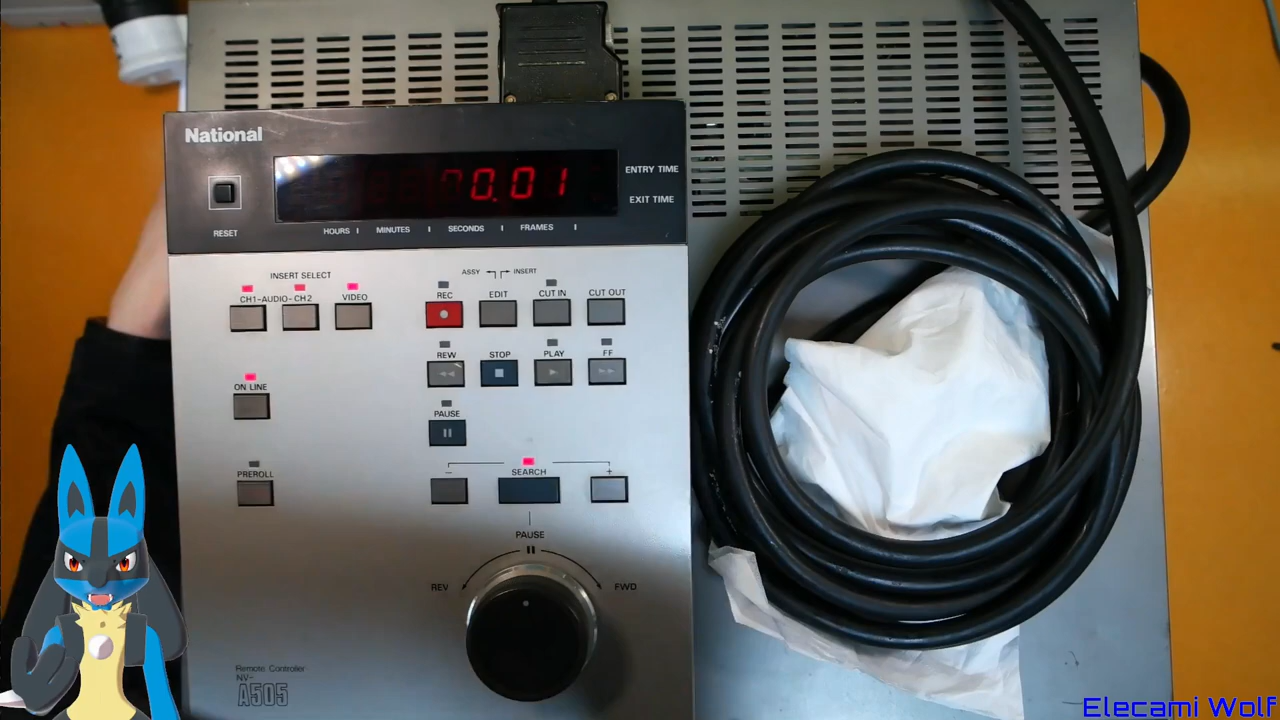 National
0.01
ENTRY TIME
EXIT TIME
RESET
HOURS MINUTES SECONDS FRAMES
INSERT SELECT
CH1-AUDIO-CH2 VIDEO
ASSY INSERT
REC EDIT CUT IN CUT OUT
REW STOP PLAY FF
ON LINE
PAUSE
PREROLL
- SEARCH +
PAUSE
REV FWD
Remote Controller
NV-
A505
Elecami Wolf